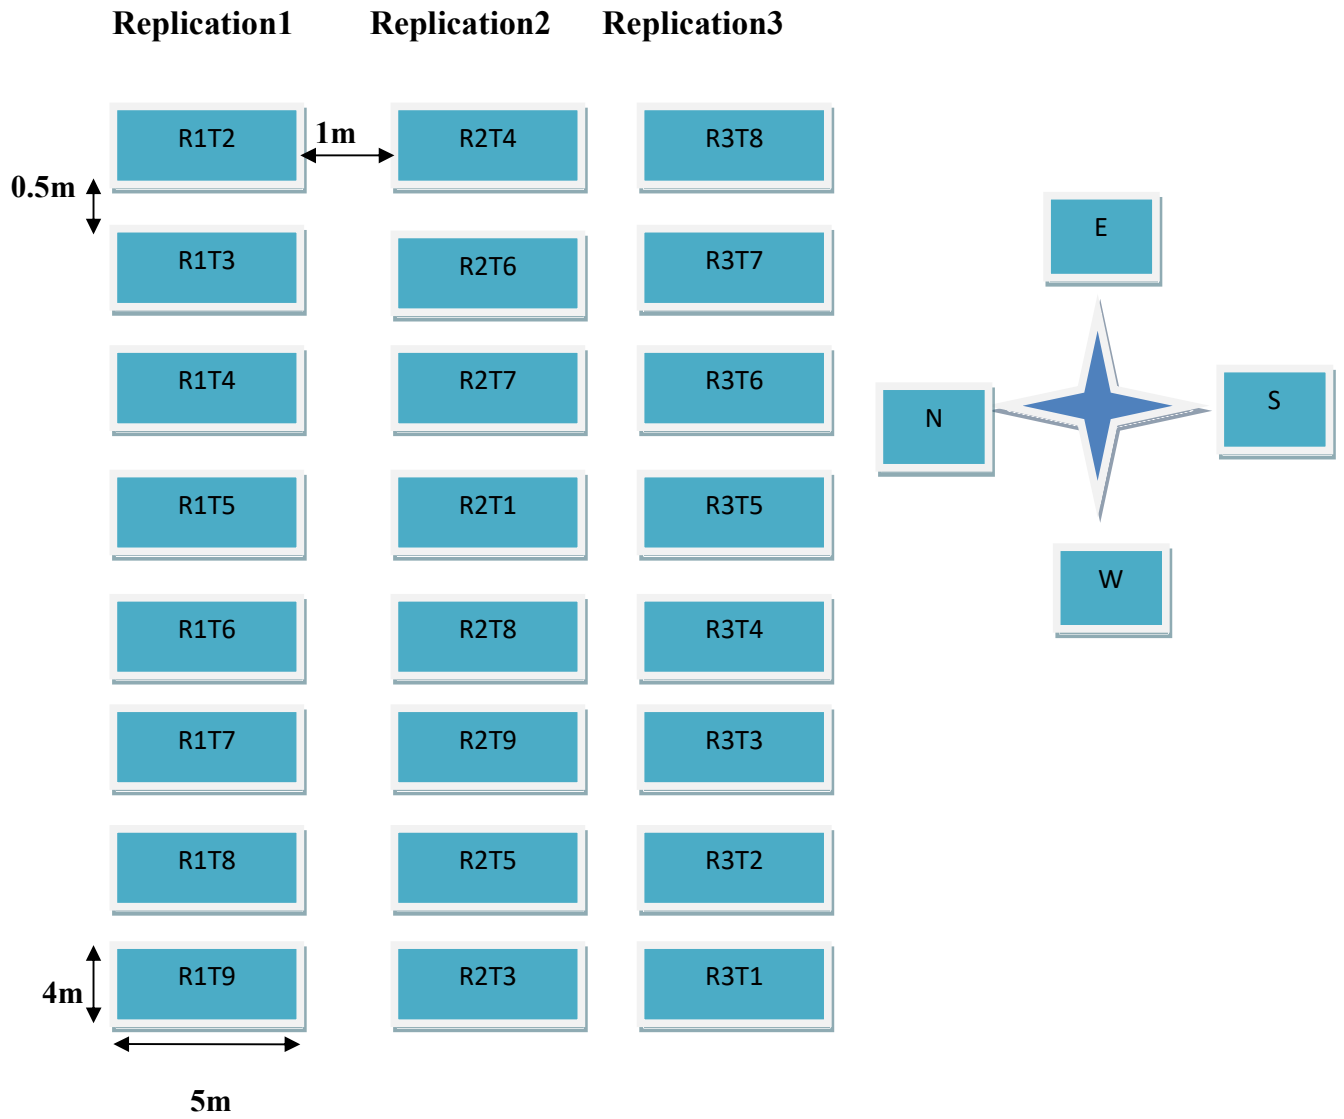 Replication1 Replication2 Replication3
R1T2 1m R2T4 R3T8
0.5m
R1T3 R2T6 R3T7
R1T4 R2T7 R3T6
R1T5 R2T1 R3T5
R1T6 R2T8 R3T4
R1T7 R2T9 R3T3
R1T8 R2T5 R3T2
R1T9 R2T3 R3T1
4m
5m
E
N
S
W